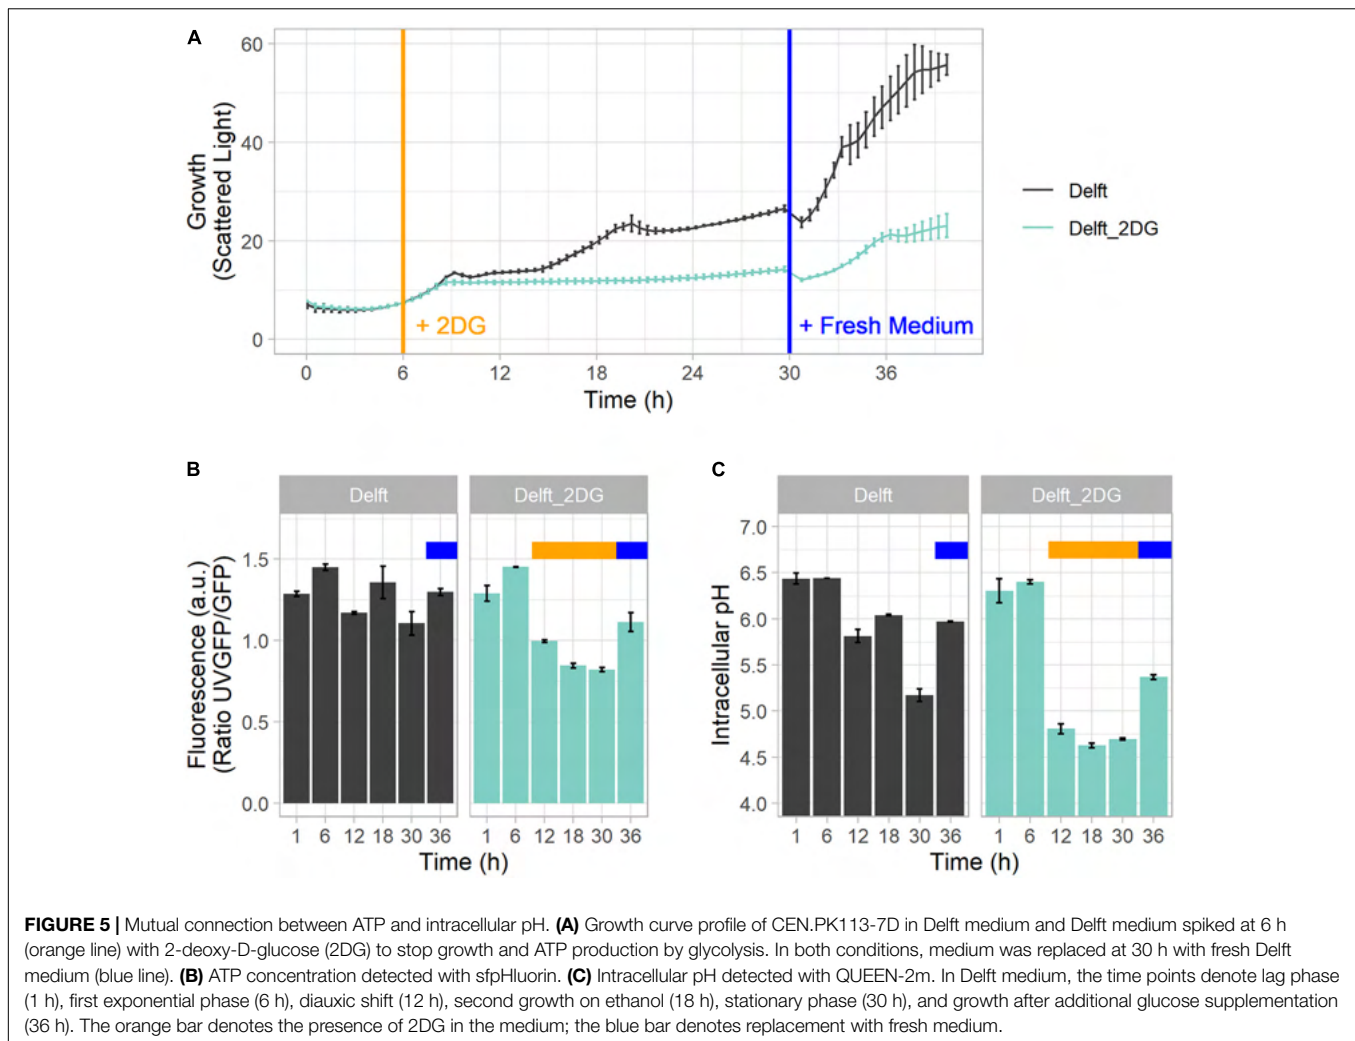 A
60
40
20
0
Growth
(Scattered Light)
+ 2DG
+ Fresh Medium
0 6 12 18 24 30 36
Time (h)
Delft
Delft_2DG
B
Delft Delft_2DG
1.5
1.0
0.5
0.0
Fluorescence (a.u.)
(Ratio UVGFP/GFP)
1 6 12 18 30 36 1 6 12 18 30 36
Time (h)
C
Delft Delft_2DG
7.0
6.5
6.0
5.5
5.0
4.5
4.0
Intracellular pH
1 6 12 18 30 36 1 6 12 18 30 36
Time (h)
FIGURE 5 | Mutual connection between ATP and intracellular pH. (A) Growth curve profile of CEN.PK113-7D in Delft medium and Delft medium spiked at 6 h
(orange line) with 2-deoxy-D-glucose (2DG) to stop growth and ATP production by glycolysis. In both conditions, medium was replaced at 30 h with fresh Delft
medium (blue line). (B) ATP concentration detected with sfpHluorin. (C) Intracellular pH detected with QUEEN-2m. In Delft medium, the time points denote lag phase
(1 h), first exponential phase (6 h), diauxic shift (12 h), second growth on ethanol (18 h), stationary phase (30 h), and growth after additional glucose supplementation
(36 h). The orange bar denotes the presence of 2DG in the medium; the blue bar denotes replacement with fresh medium.